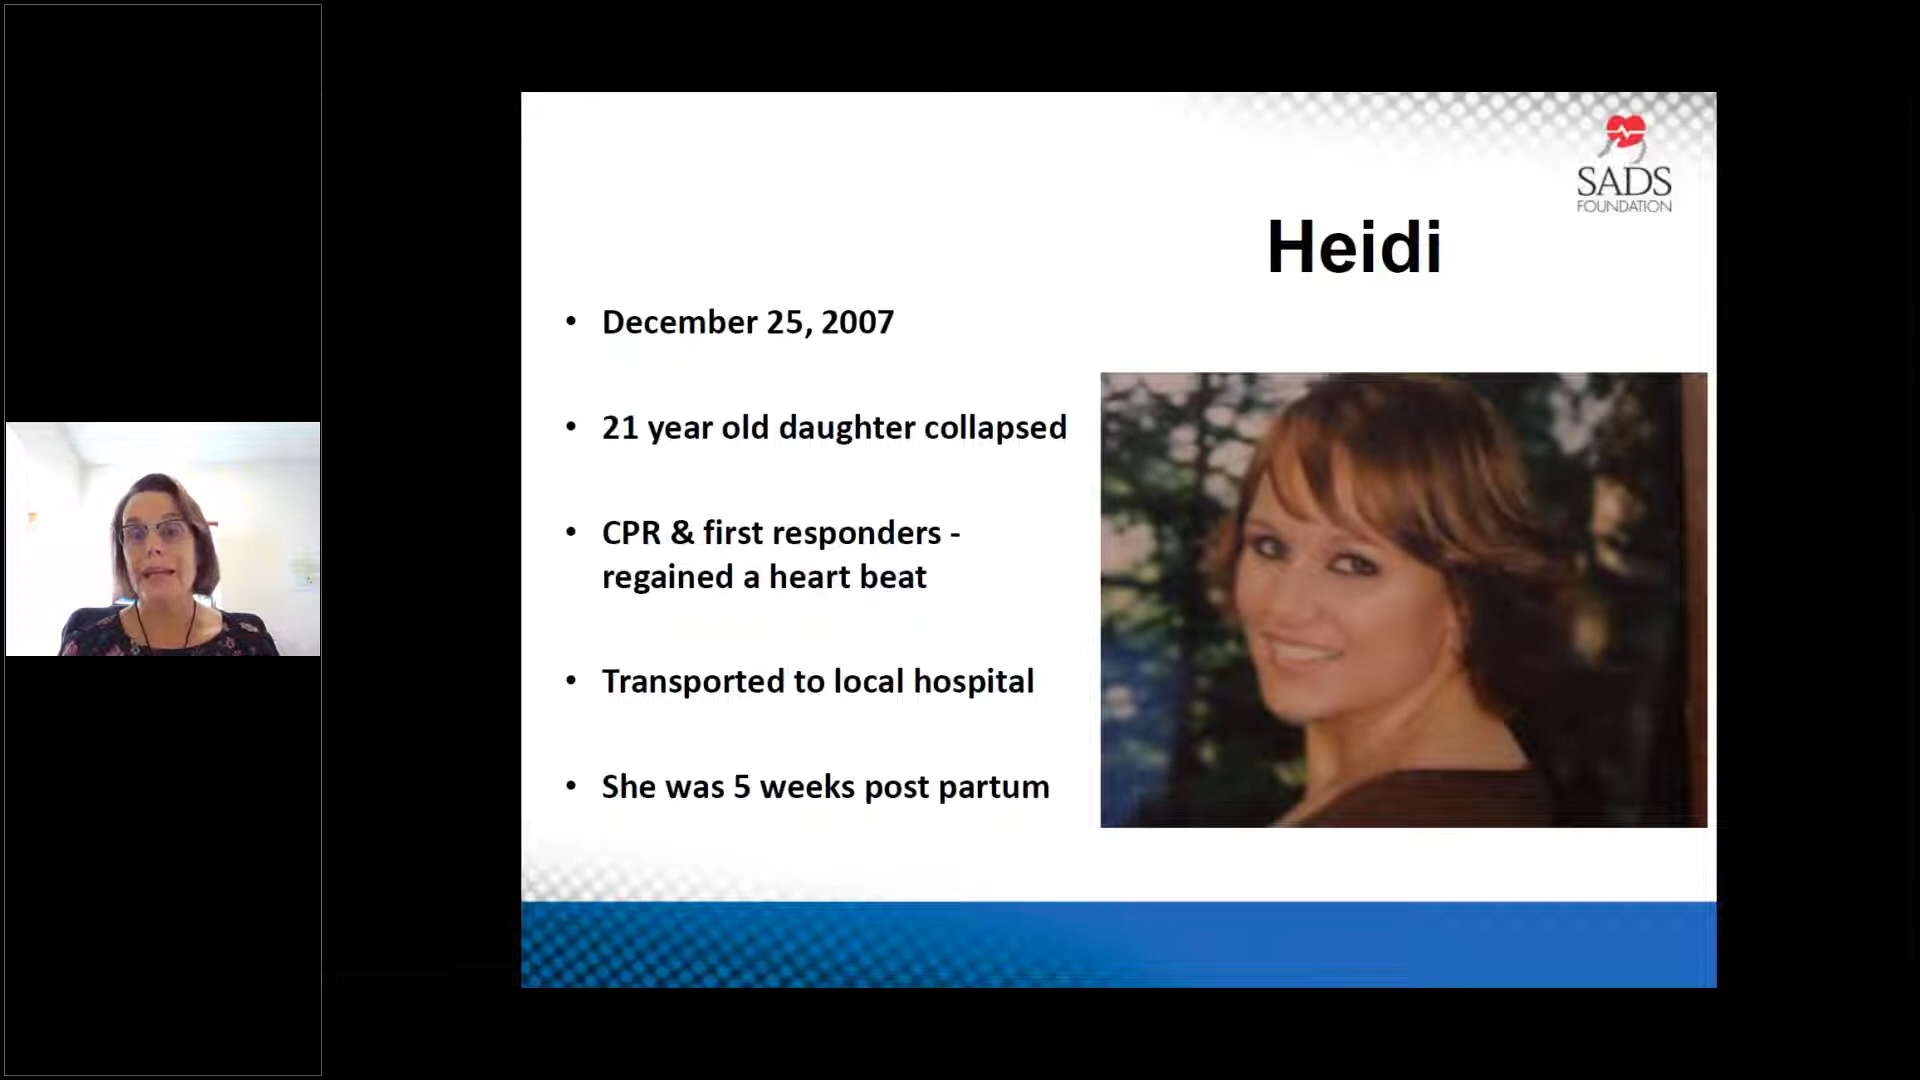 SADS
FOUNDATION
Heidi
• December 25, 2007
• 21 year old daughter collapsed
• CPR & first responders -
regained a heart beat
• Transported to local hospital
• She was 5 weeks post partum